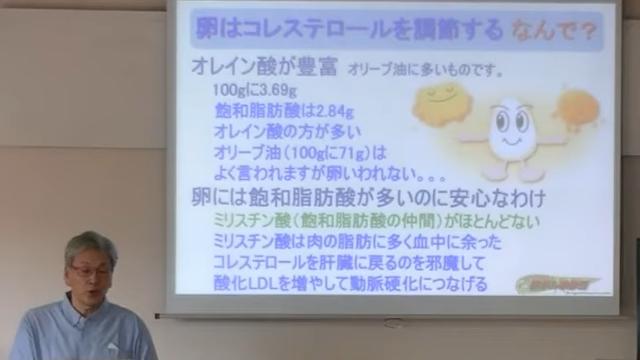 卵はコレステロールを調節する なんで？
オレイン酸が豊富 オリーブ油に多いものです。
100gに3.69g
飽和脂肪酸は2.84g
オレイン酸の方が多い
オリーブ油（100gに71g）は
よく言われますが卵いわれない。。。
卵には飽和脂肪酸が多いのに安心なわけ
ミリスチン酸（飽和脂肪酸の仲間）がほとんどない
ミリスチン酸は肉の脂肪に多く血中に余った
コレステロールを肝臓に戻るのを邪魔して
酸化LDLを増やして動脈硬化につなげる